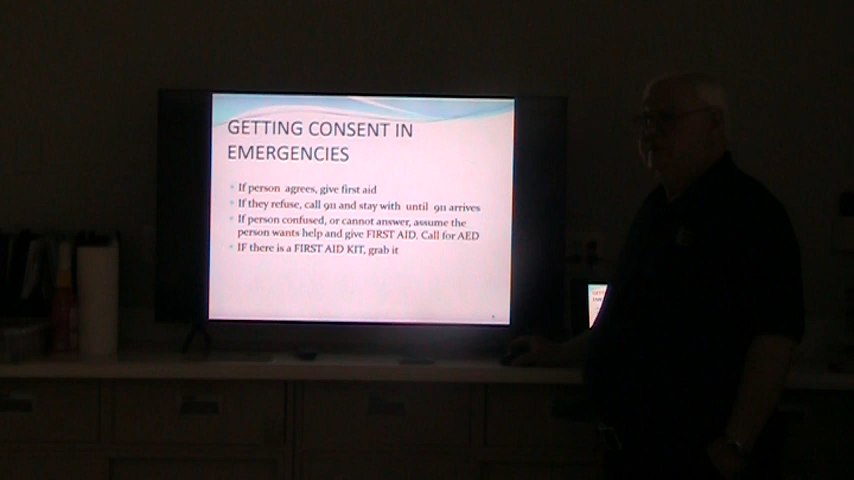 GETTING CONSENT IN
EMERGENCIES
If person agrees, give first aid
If they refuse, call 911 and stay with until 911 arrives
If person confused, or cannot answer, assume the
person wants help and give FIRST AID. Call for AED
IF there is a FIRST AID KIT, grab it